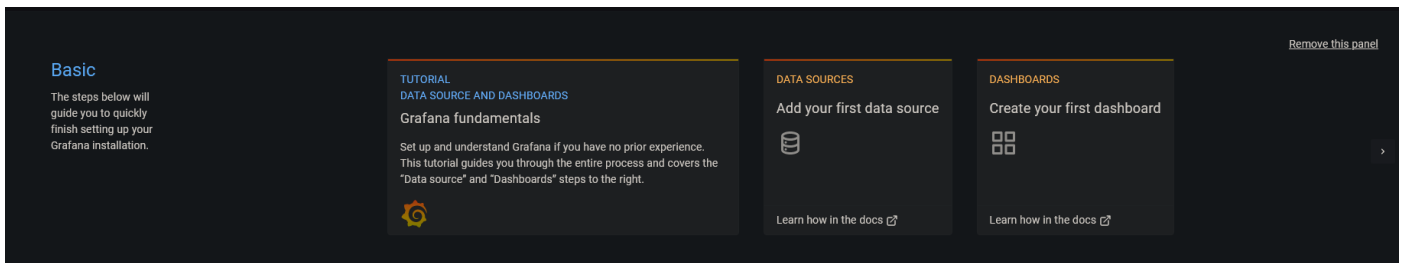 Remove this panel
Basic
The steps below will
guide you to quickly
finish setting up your
Grafana installation.
TUTORIAL
DATA SOURCE AND DASHBOARDS
Grafana fundamentals
Set up and understand Grafana if you have no prior experience.
This tutorial guides you through the entire process and covers the
“Data source” and “Dashboards” steps to the right.
DATA SOURCES
Add your first data source
Learn how in the docs
DASHBOARDS
Create your first dashboard
Learn how in the docs